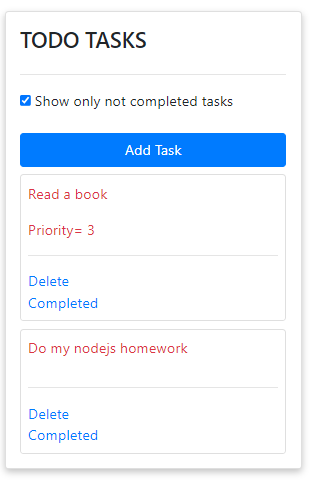 TODO TASKS
Show only not completed tasks
Add Task
Read a book
Priority= 3
Delete
Completed
Do my nodejs homework
Delete
Completed